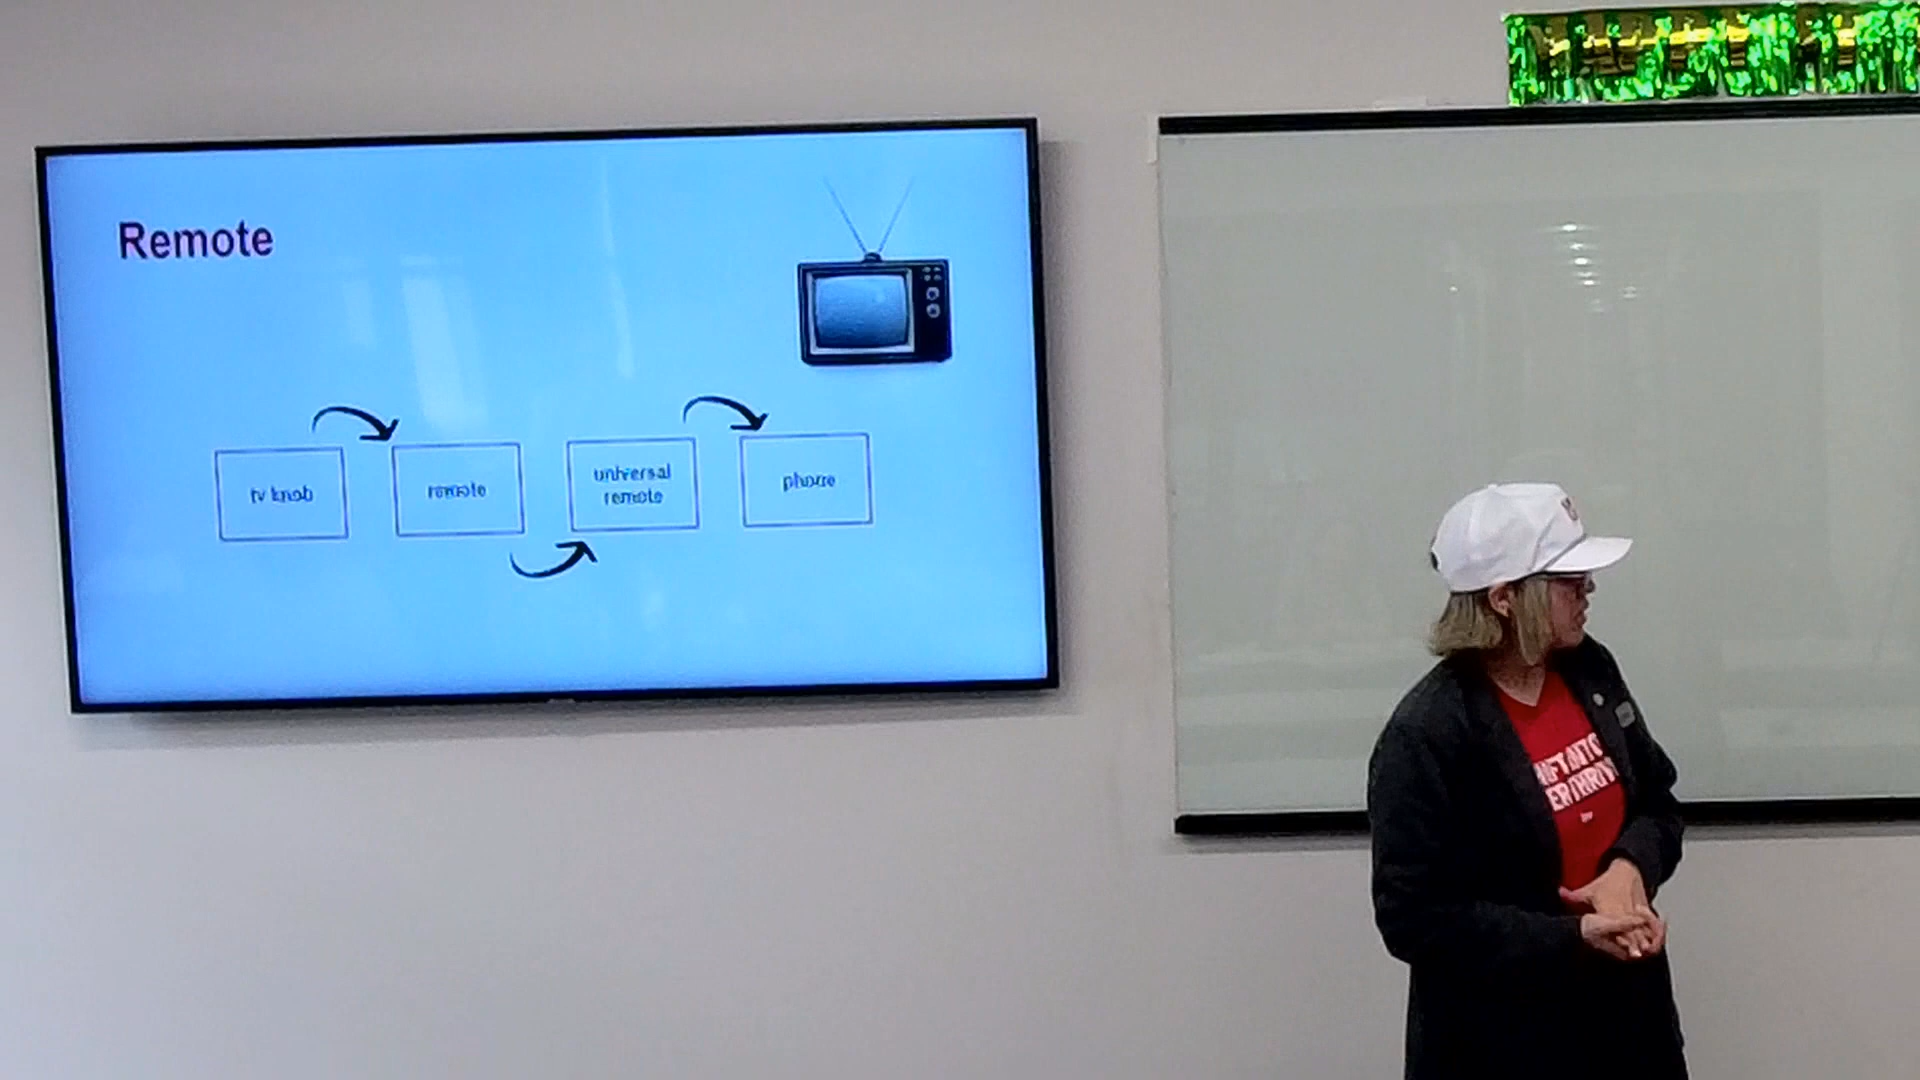 Remote
tv knob
remote
universal
remote
phone